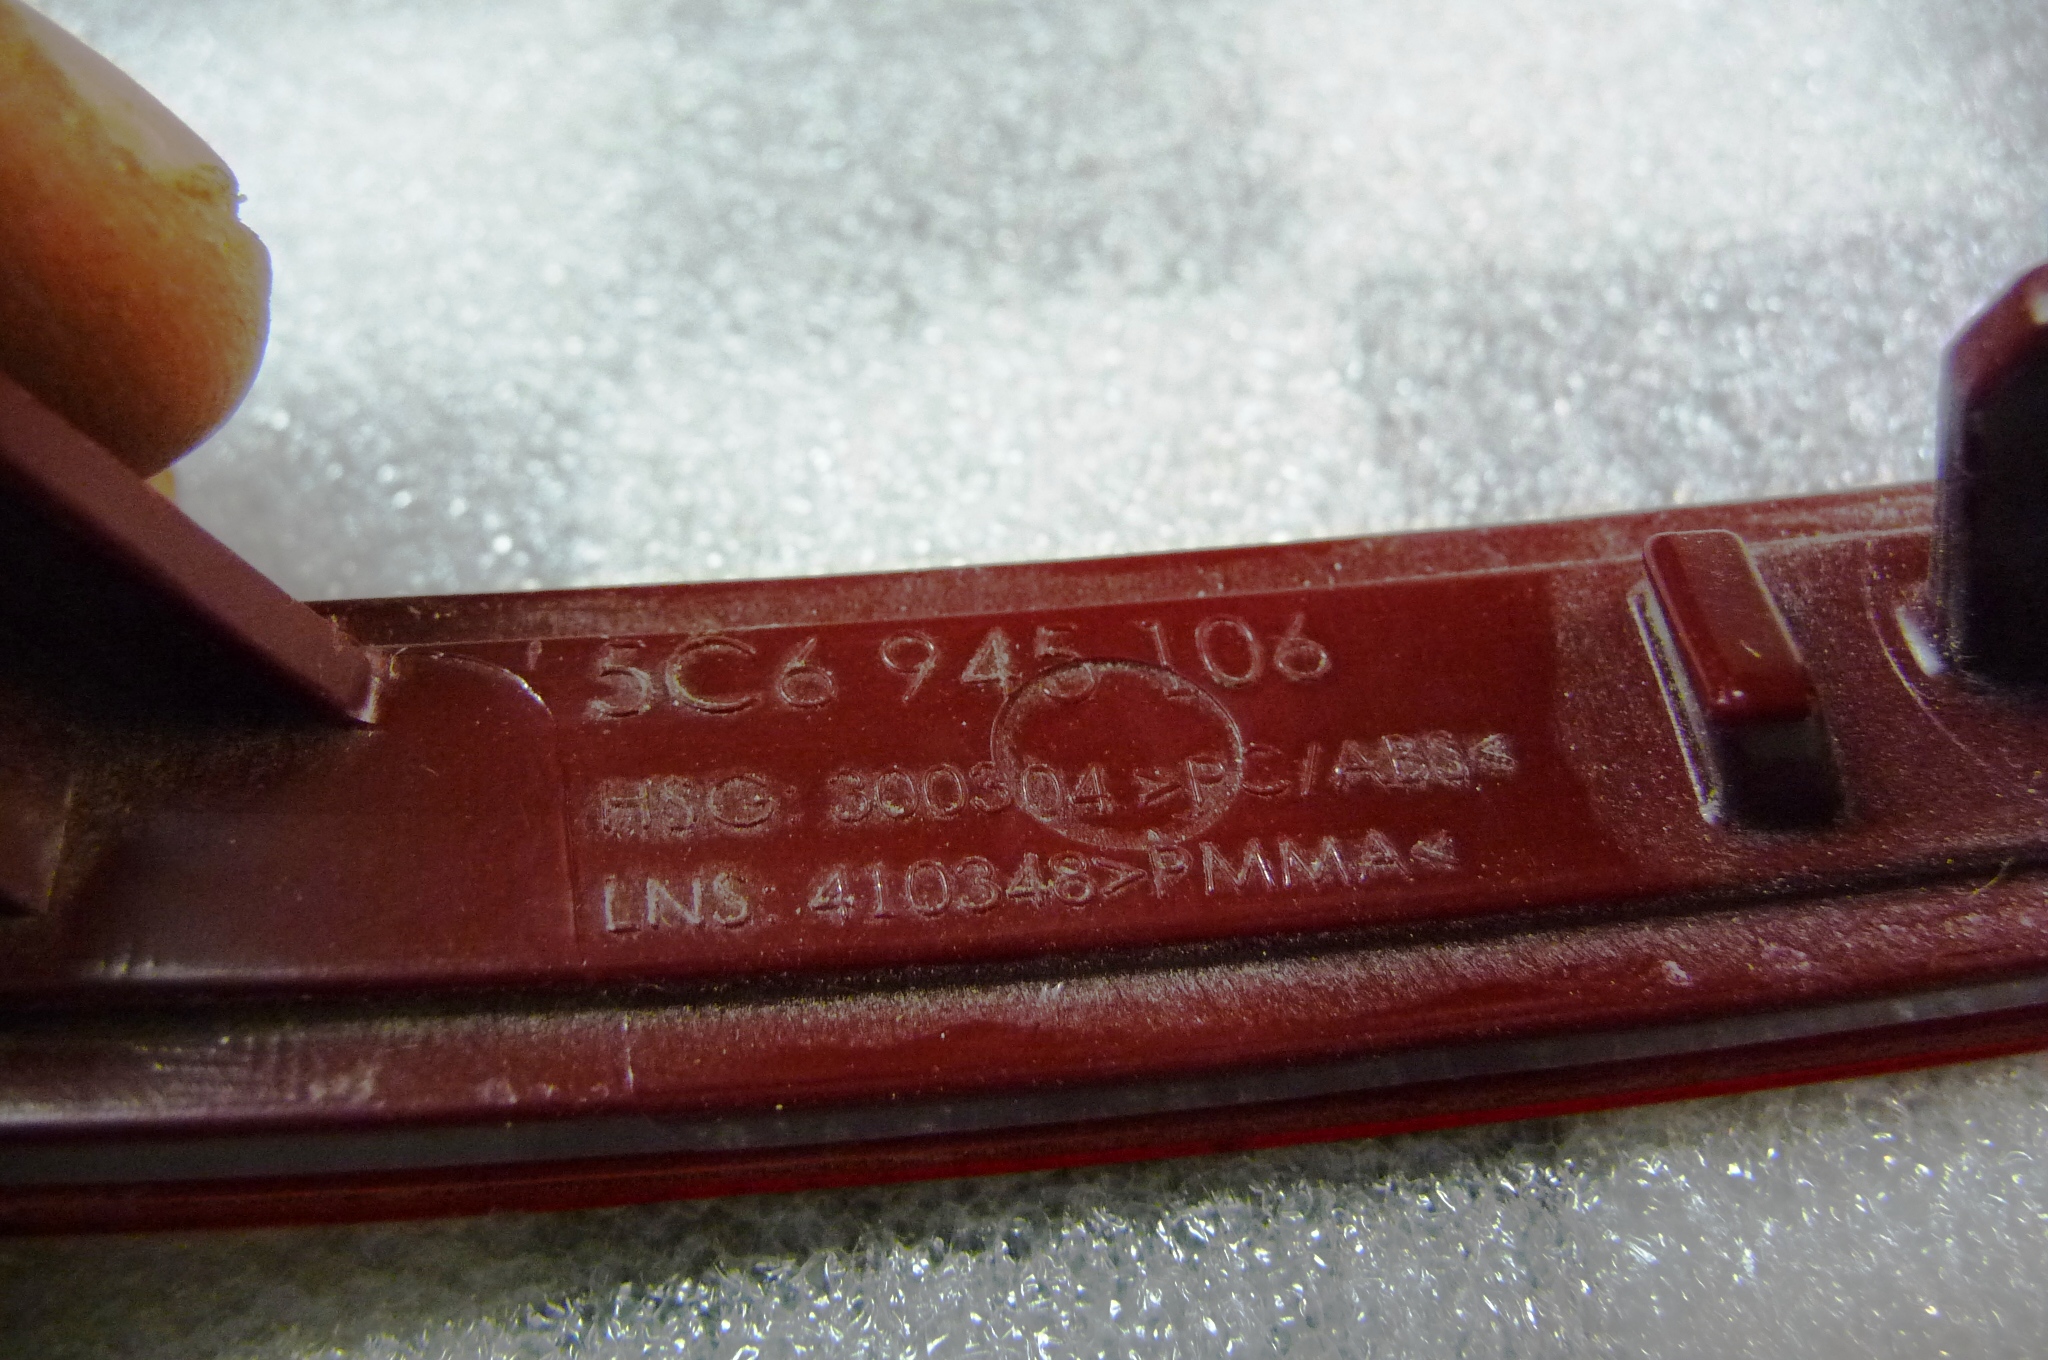 5C6 945 106
HSG: 300304 >PC/ABS<
LNS: 410348>PMMA<